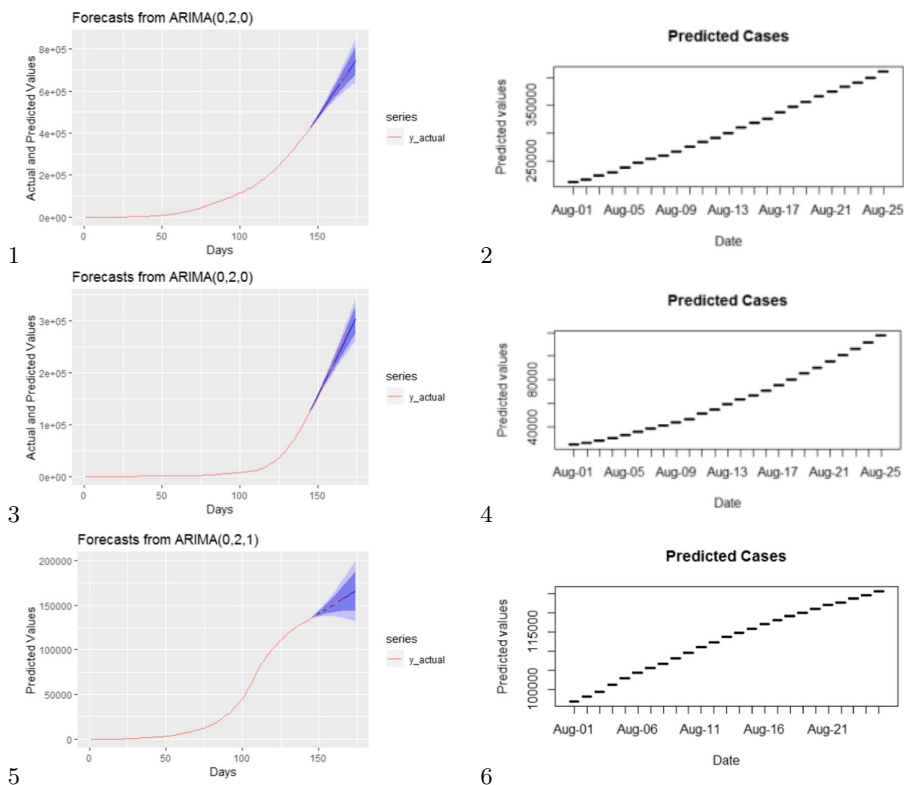 Forecasts from ARIMA(0,2,0)
Actual and Predicted Values
8e+05
6e+05
4e+05
2e+05
0e+00
0 50 100 150
Days
series
y_actual
1
Predicted Cases
Predicted values
350000
250000
Aug-01 Aug-05 Aug-09 Aug-13 Aug-17 Aug-21 Aug-25
Date
2
Forecasts from ARIMA(0,2,0)
Actual and Predicted Values
3e+05
2e+05
1e+05
0e+00
0 50 100 150
Days
series
y_actual
3
Predicted Cases
Predicted values
80000
40000
Aug-01 Aug-05 Aug-09 Aug-13 Aug-17 Aug-21 Aug-25
Date
4
Forecasts from ARIMA(0,2,1)
Predicted Values
200000
150000
100000
50000
0
0 50 100 150
Days
series
y_actual
5
Predicted Cases
Predicted values
115000
100000
Aug-01 Aug-06 Aug-11 Aug-16 Aug-21
Date
6